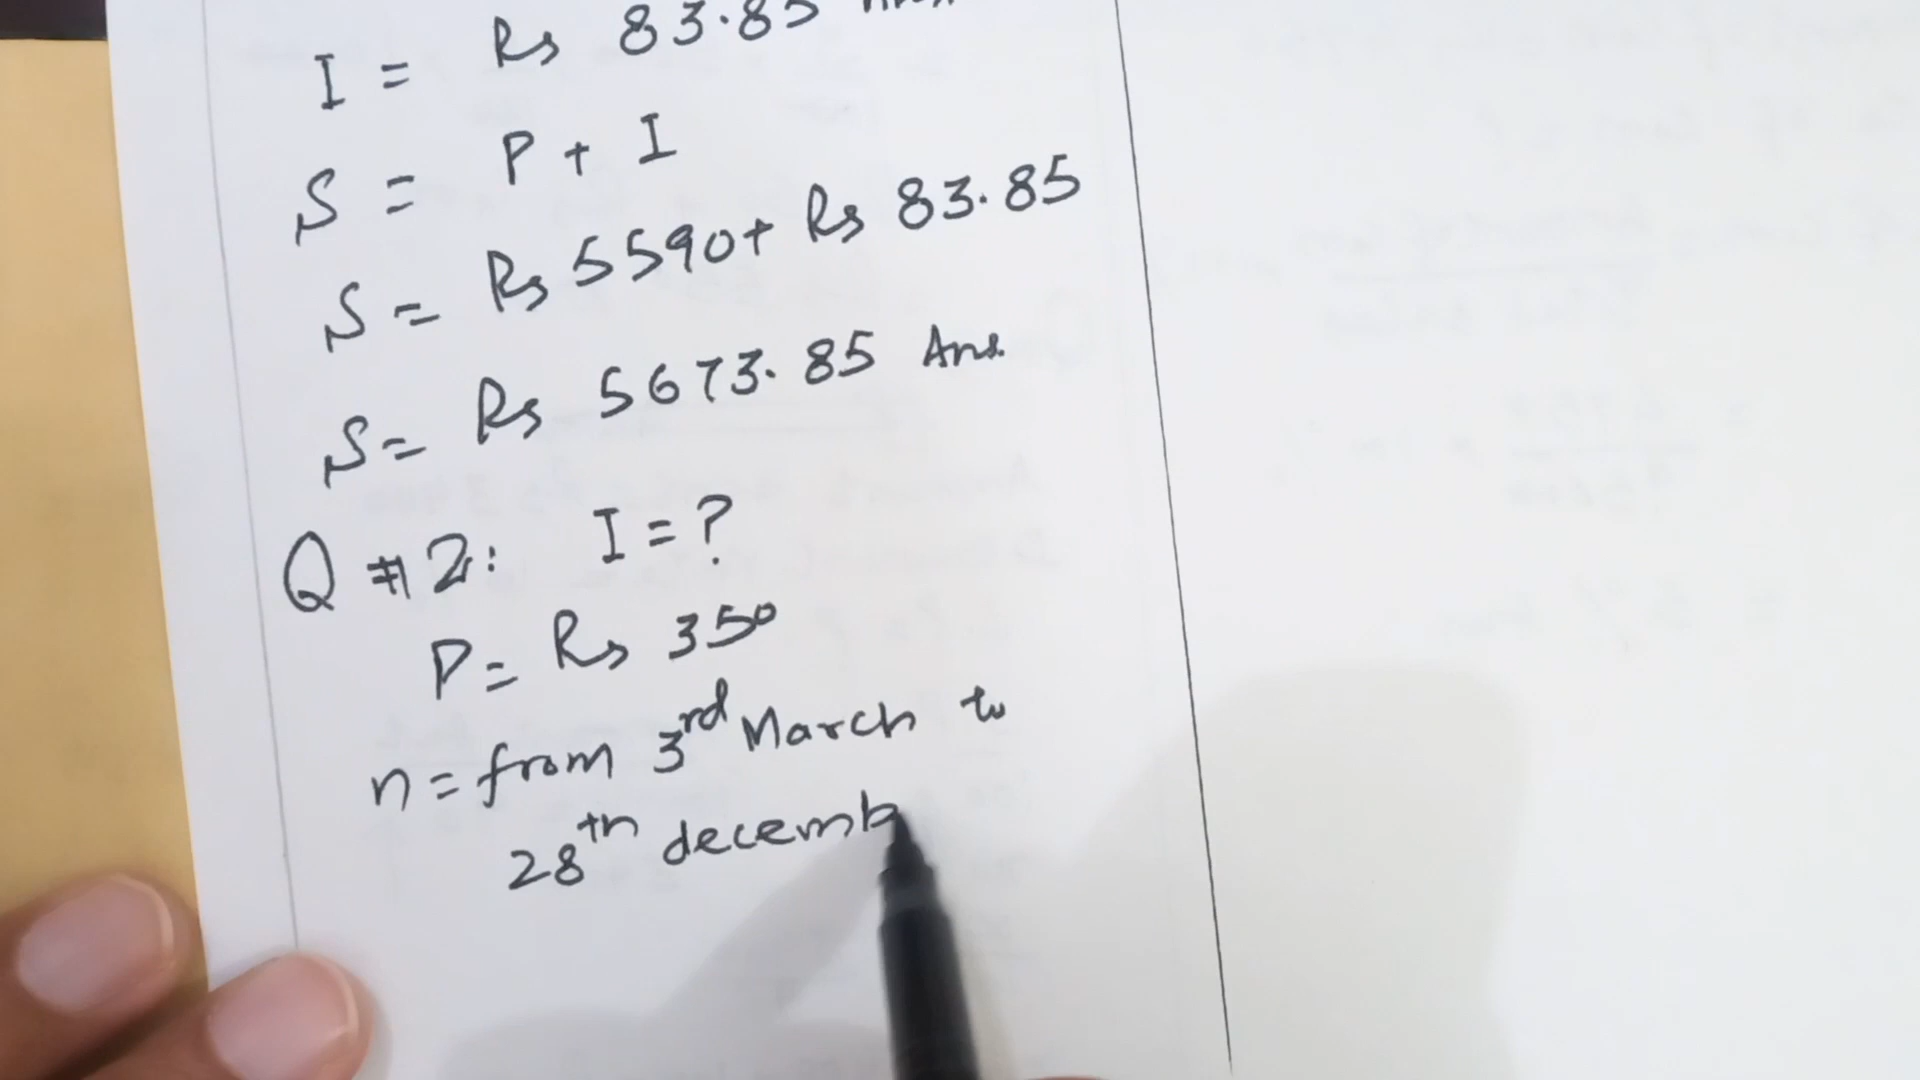 I = Rs 83.85
S = P + I
S = Rs 5590 + Rs 83.85
S = Rs 5673.85 Ans.
Q #2: I = ?
P = Rs 350
n = from 3rd March to
28th decemb